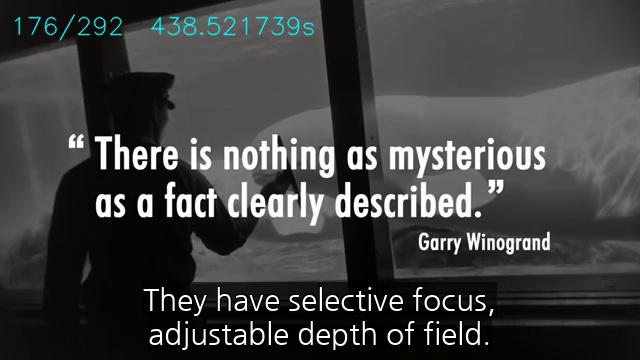 176/292 438.521739s
“ There is nothing as mysterious
as a fact clearly described.”
Garry Winogrand
They have selective focus,
adjustable depth of field.